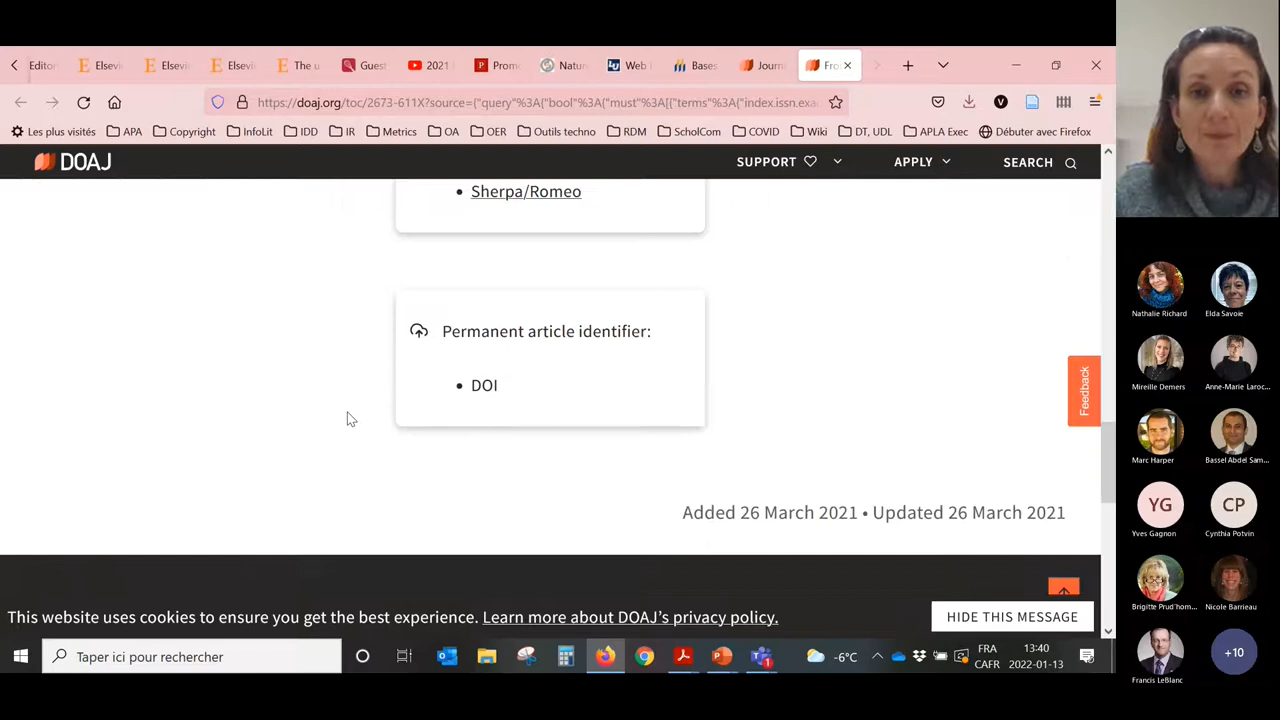 Editor
Elsevi
Elsevi
Elsevi
The u
Guest
2021
Promo
Natur
Web
Bases
Journ
Fro
https://doaj.org/toc/2673-611X?source={"query"%3A{"bool"%3A{"must"%3A[{"terms"%3A{"index.issn.exa
Les plus visités
APA
Copyright
InfoLit
IDD
IR
Metrics
OA
OER
Outils techno
RDM
ScholCom
COVID
Wiki
DT, UDL
APLA Exec
Débuter avec Firefox
DOAJ
SUPPORT
APPLY
SEARCH
• Sherpa/Romeo
Permanent article identifier:
• DOI
Feedback
Added 26 March 2021 • Updated 26 March 2021
This website uses cookies to ensure you get the best experience. Learn more about DOAJ's privacy policy.
HIDE THIS MESSAGE
Taper ici pour rechercher
-6°C
FRA
CAFR
13:40
2022-01-13
Nathalie Richard
Elda Savoie
Mireille Demers
Anne-Marie Laroc...
Marc Harper
Bassel Abdel Sam...
YG
CP
Yves Gagnon
Cynthia Potvin
Brigitte Prud'hom...
Nicole Barrieau
+10
Francis LeBlanc